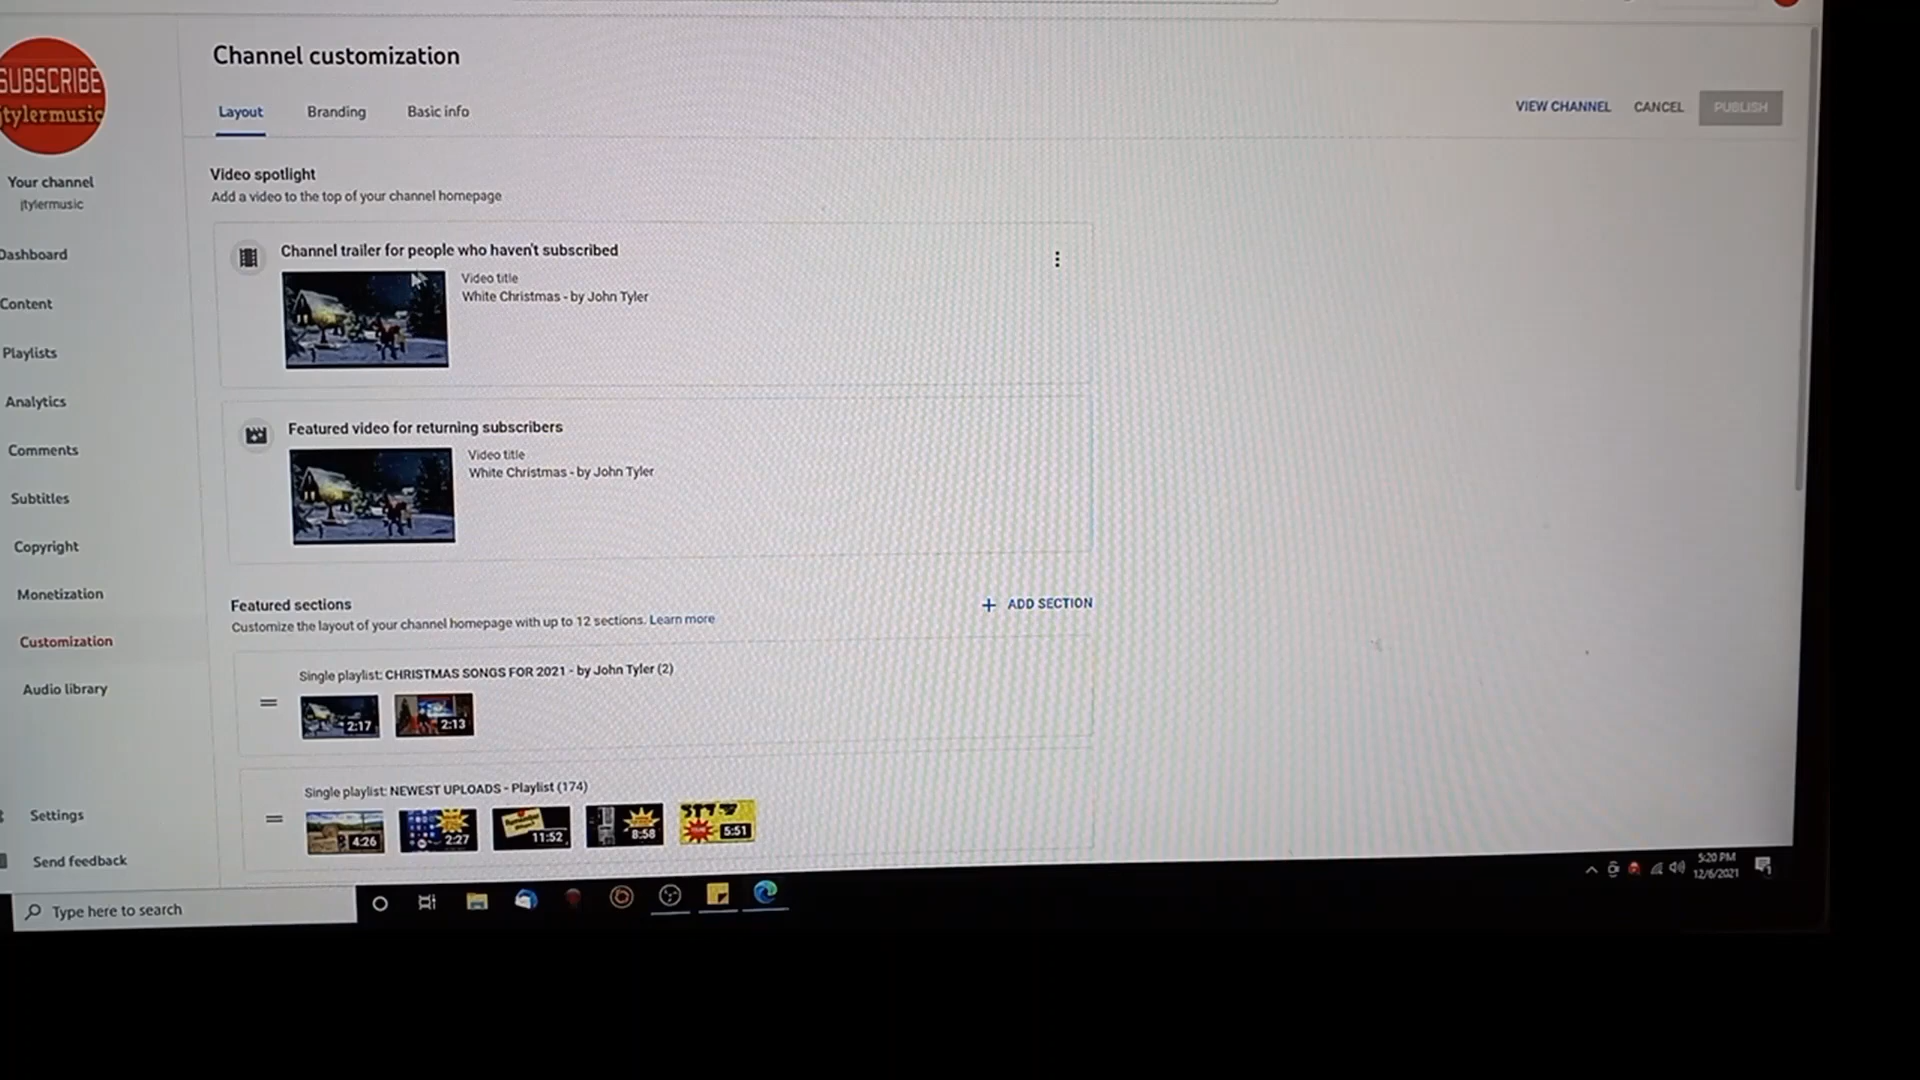 Channel customization
SUBSCRIBE
jtylermusic
Layout
Branding
Basic info
VIEW CHANNEL
CANCEL
PUBLISH
Your channel
jtylermusic
Dashboard
Content
Playlists
Analytics
Comments
Subtitles
Copyright
Monetization
Customization
Audio library
Settings
Send feedback
Video spotlight
Add a video to the top of your channel homepage
Channel trailer for people who haven't subscribed
Video title
White Christmas - by John Tyler
Featured video for returning subscribers
Video title
White Christmas - by John Tyler
Featured sections
ADD SECTION
Customize the layout of your channel homepage with up to 12 sections. Learn more
Single playlist: CHRISTMAS SONGS FOR 2021 - by John Tyler (2)
2:17
2:13
Single playlist: NEWEST UPLOADS - Playlist (174)
4:26
2:27
11:52
8:58
5:51
Type here to search
5:20 PM
12/6/2021